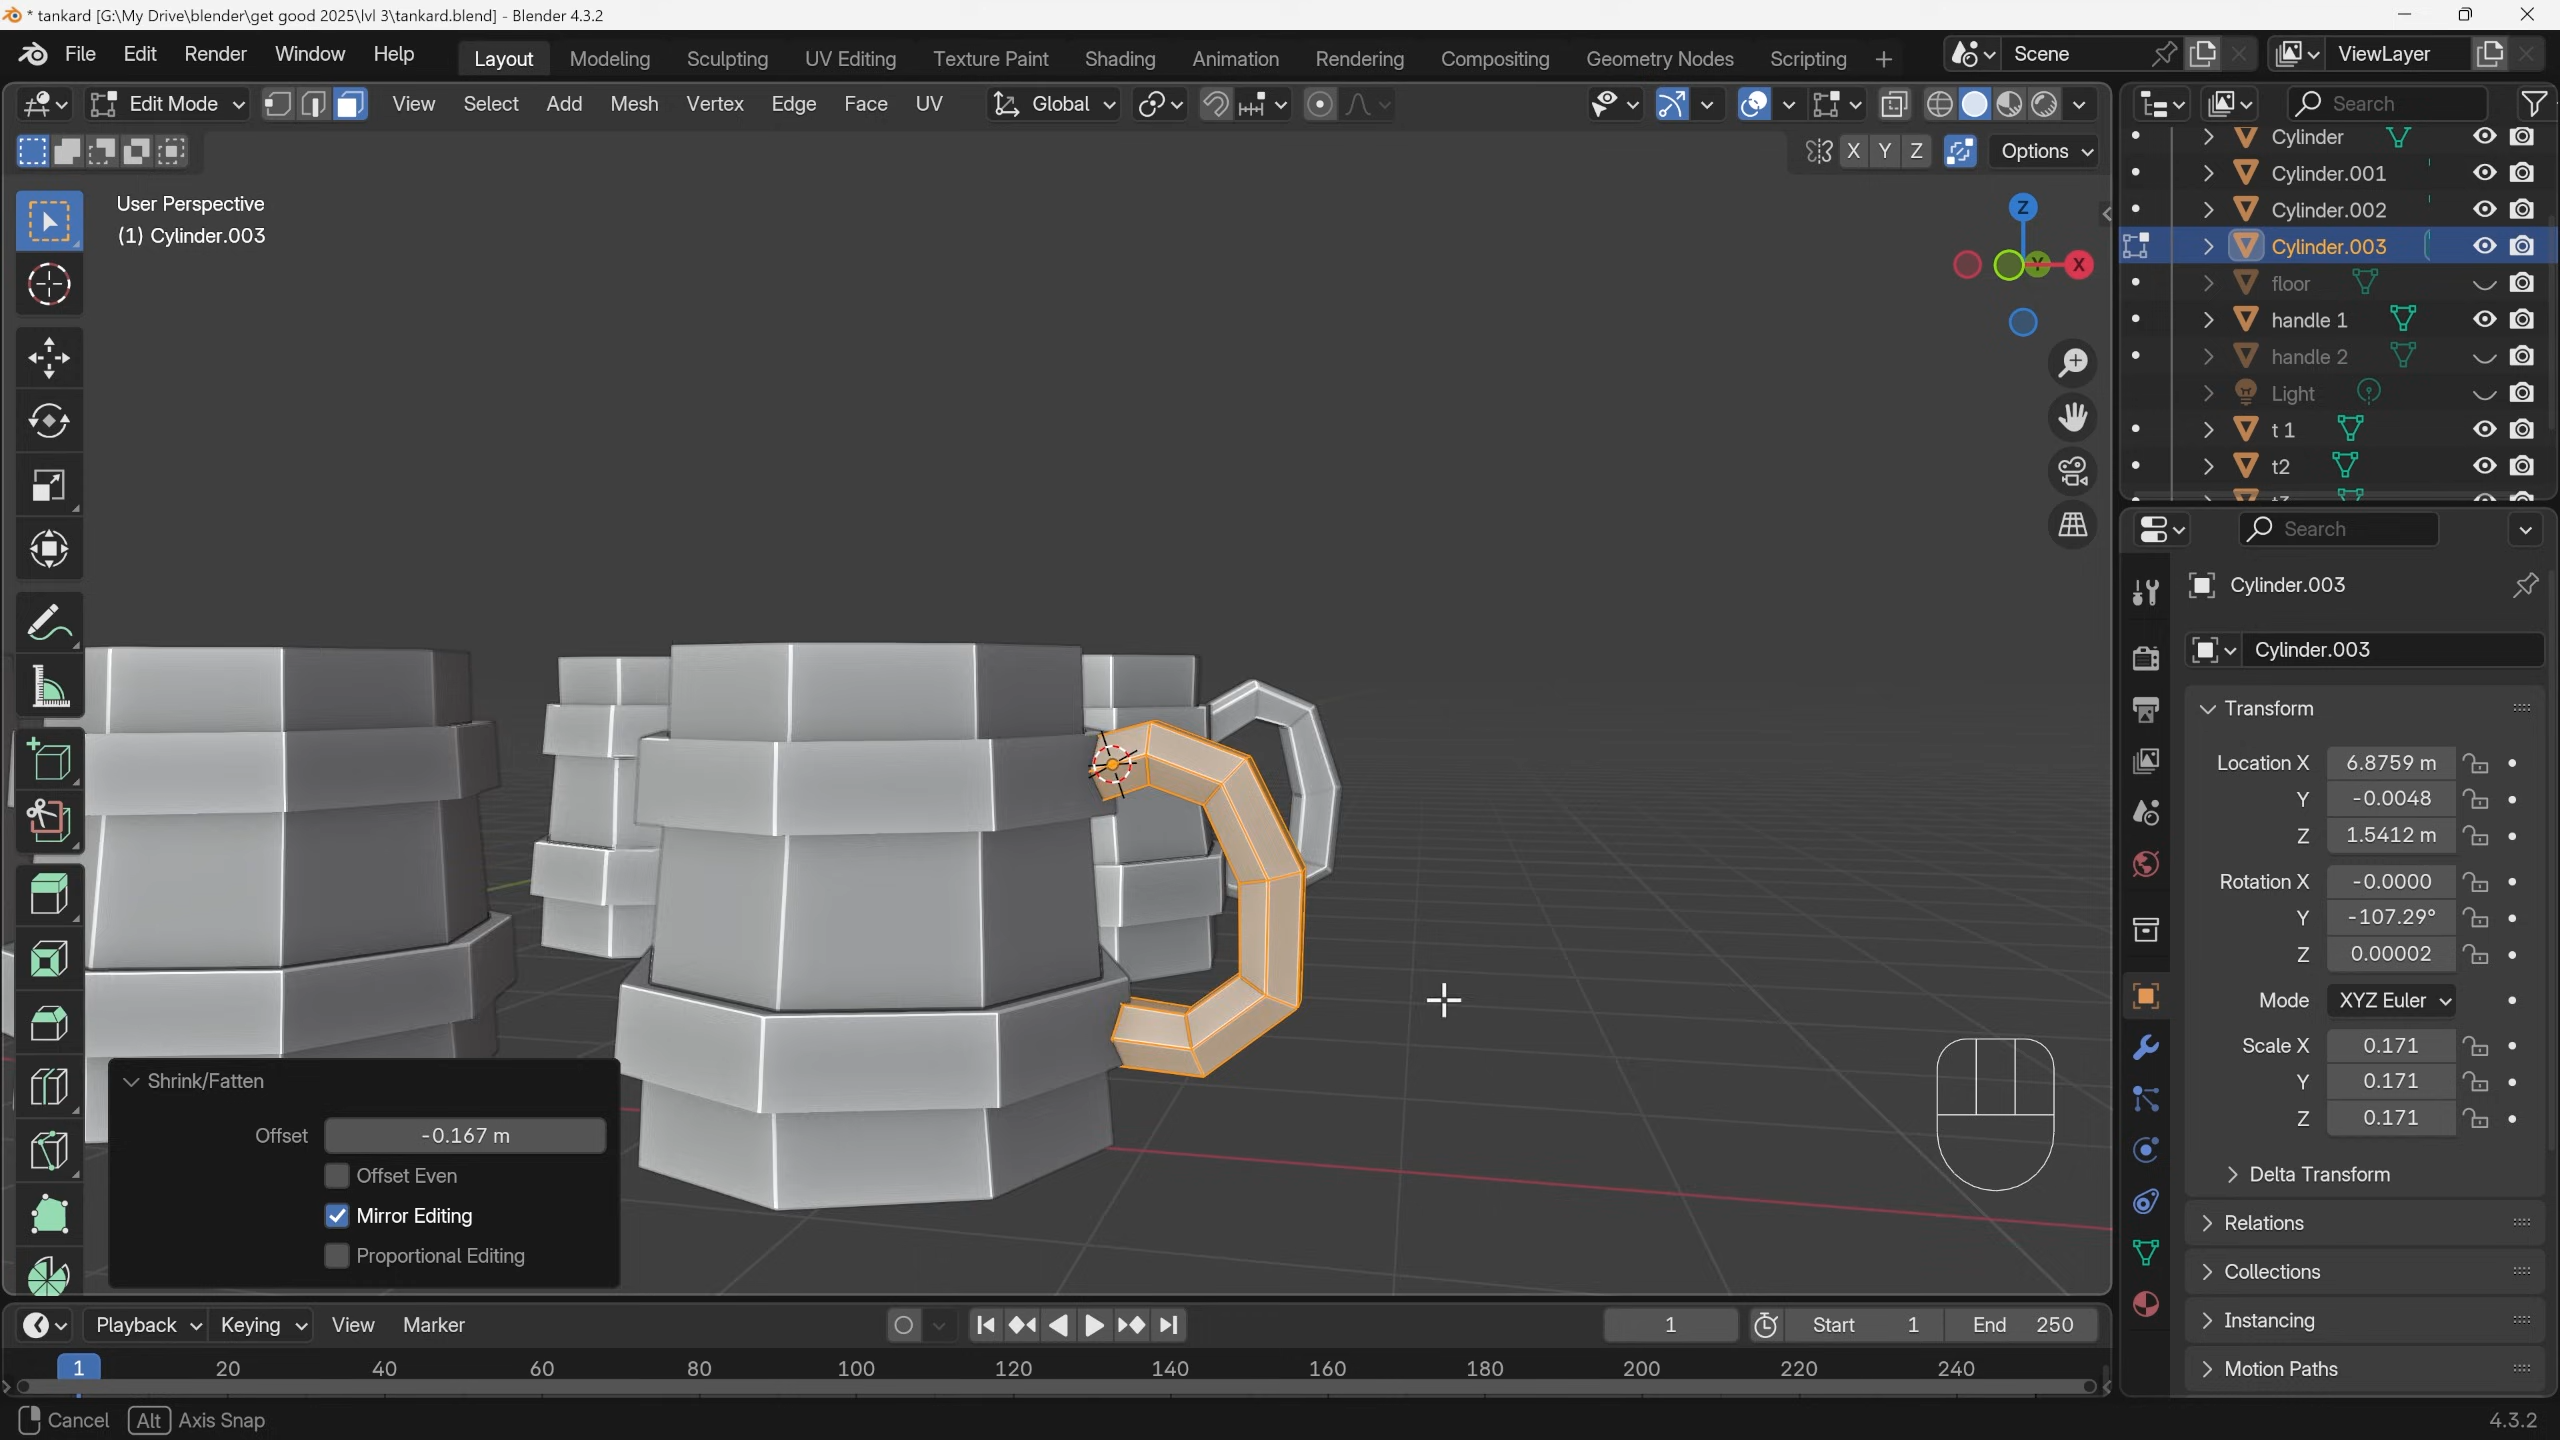 * tankard [G:\My Drive\blender\get good 2025\lvl 3\tankard.blend] - Blender 4.3.2
File Edit Render Window Help
Layout Modeling Sculpting UV Editing Texture Paint Shading Animation Rendering Compositing Geometry Nodes Scripting +
Scene
ViewLayer
Edit Mode View Select Add Mesh Vertex Edge Face UV Global
Search
X Y Z Options
User Perspective
(1) Cylinder.003
Z
Y
X
Cylinder
Cylinder.001
Cylinder.002
Cylinder.003
floor
handle 1
handle 2
Light
t 1
t2
t3
Search
Cylinder.003
Cylinder.003
Transform
Location X 6.8759 m
Y -0.0048
Z 1.5412 m
Rotation X -0.0000
Y -107.29°
Z 0.00002
Mode XYZ Euler
Scale X 0.171
Y 0.171
Z 0.171
Delta Transform
Relations
Collections
Instancing
Motion Paths
Shrink/Fatten
Offset -0.167 m
Offset Even
Mirror Editing
Proportional Editing
Playback Keying View Marker
1 Start 1 End 250
1 20 40 60 80 100 120 140 160 180 200 220 240
Cancel Alt Axis Snap
4.3.2